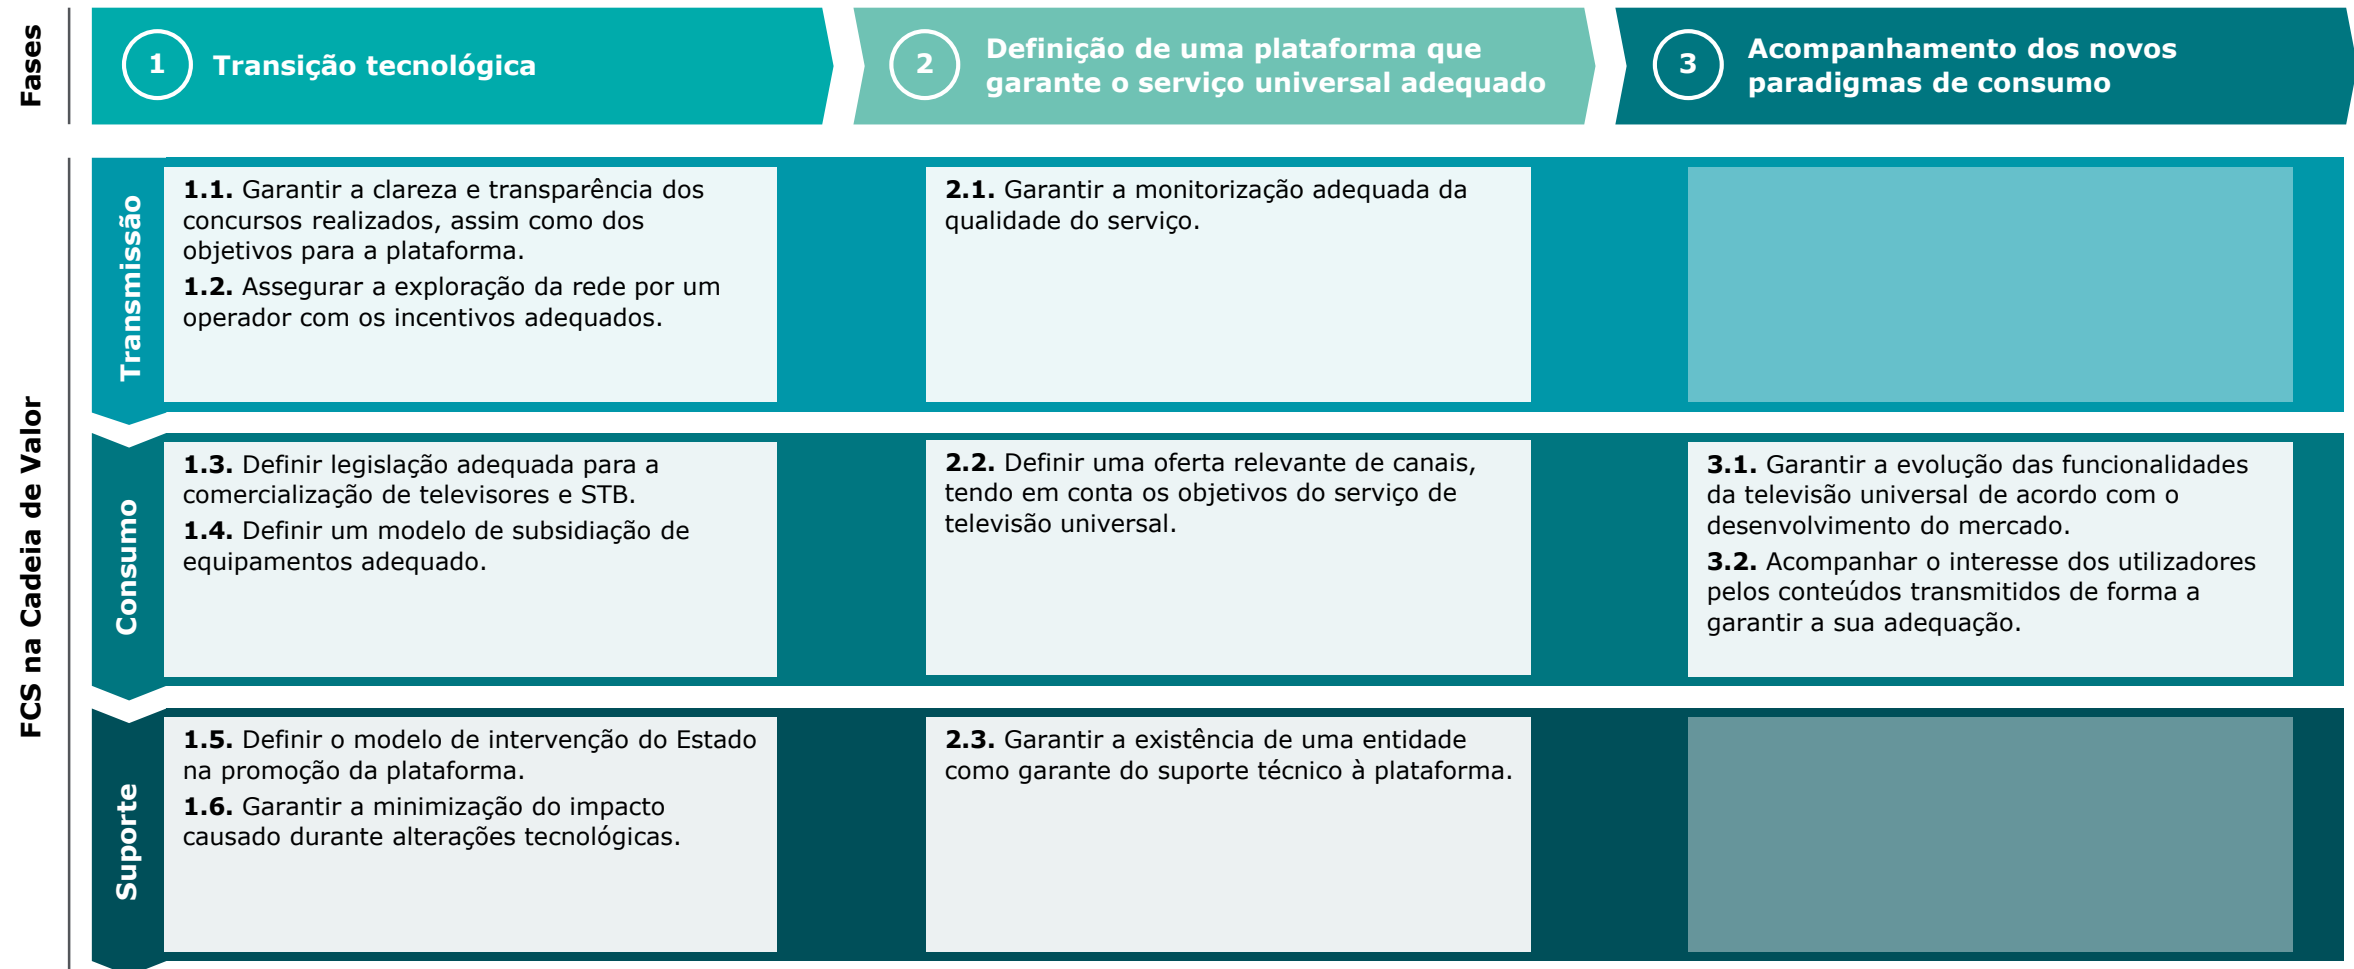 Fases
1
Transição tecnológica
2
Definição de uma plataforma que
garante o serviço universal adequado
3
Acompanhamento dos novos
paradigmas de consumo
FCS na Cadeia de Valor
Transmissão
1.1. Garantir a clareza e transparência dos
concursos realizados, assim como dos
objetivos para a plataforma.
1.2. Assegurar a exploração da rede por um
operador com os incentivos adequados.
2.1. Garantir a monitorização adequada da
qualidade do serviço.
Consumo
1.3. Definir legislação adequada para a
comercialização de televisores e STB.
1.4. Definir um modelo de subsidiação de
equipamentos adequado.
2.2. Definir uma oferta relevante de canais,
tendo em conta os objetivos do serviço de
televisão universal.
3.1. Garantir a evolução das funcionalidades
da televisão universal de acordo com o
desenvolvimento do mercado.
3.2. Acompanhar o interesse dos utilizadores
pelos conteúdos transmitidos de forma a
garantir a sua adequação.
Suporte
1.5. Definir o modelo de intervenção do Estado
na promoção da plataforma.
1.6. Garantir a minimização do impacto
causado durante alterações tecnológicas.
2.3. Garantir a existência de uma entidade
como garante do suporte técnico à plataforma.